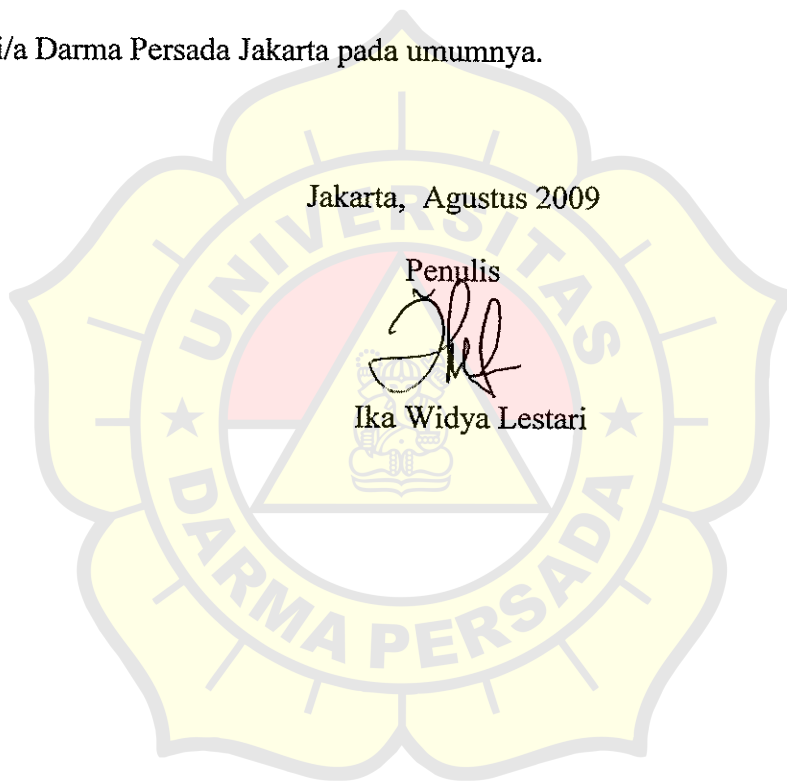 i/a Darma Persada Jakarta pada umumnya.
Jakarta, Agustus 2009
Penulis
Ika Widya Lestari
UNIVERSITAS
DARMA PERSADA